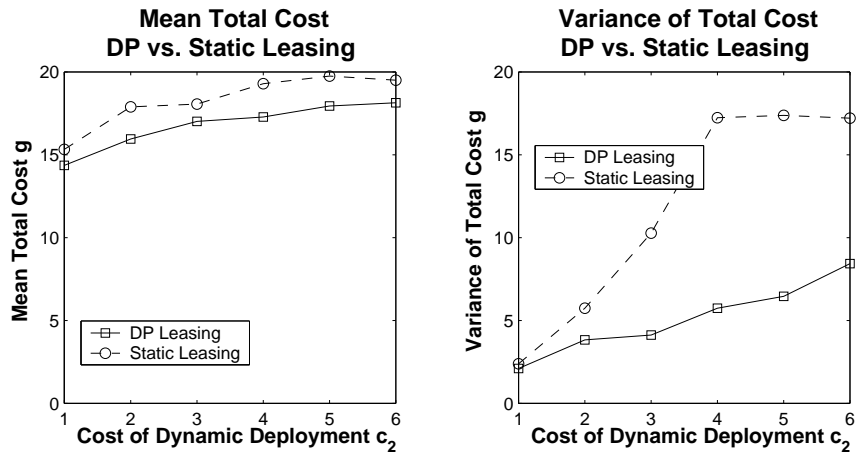 Mean Total Cost
DP vs. Static Leasing
20
15
10
5
0
Mean Total Cost g
DP Leasing
Static Leasing
1 2 3 4 5 6
Cost of Dynamic Deployment c2
Variance of Total Cost
DP vs. Static Leasing
20
15
10
5
0
Variance of Total Cost g
DP Leasing
Static Leasing
1 2 3 4 5 6
Cost of Dynamic Deployment c2